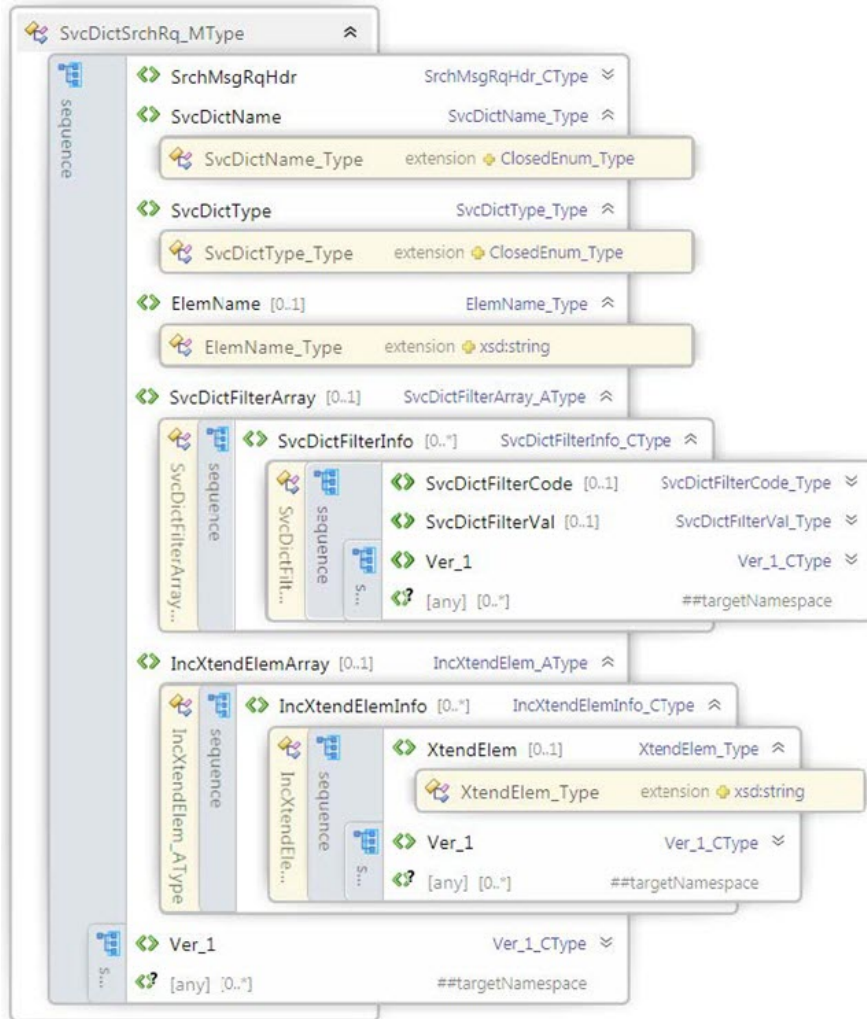 SvcDictSrchRq_MType
sequence
SrchMsgRqHdr SrchMsgRqHdr_CType
SvcDictName SvcDictName_Type
SvcDictName_Type extension ClosedEnum_Type
SvcDictType SvcDictType_Type
SvcDictType_Type extension ClosedEnum_Type
ElemName [0..1] ElemName_Type
ElemName_Type extension xsd:string
SvcDictFilterArray [0..1] SvcDictFilterArray_AType
SvcDictFilterArray...
sequence
SvcDictFilterInfo [0..*] SvcDictFilterInfo_CType
SvcDictFilt...
sequence
SvcDictFilterCode [0..1] SvcDictFilterCode_Type
SvcDictFilterVal [0..1] SvcDictFilterVal_Type
s...
Ver_1 Ver_1_CType
[any] [0..*] ##targetNamespace
IncXtendElemArray [0..1] IncXtendElem_AType
IncXtendElem_AType
sequence
IncXtendElemInfo [0..*] IncXtendElemInfo_CType
IncXtendEle...
sequence
XtendElem [0..1] XtendElem_Type
XtendElem_Type extension xsd:string
s...
Ver_1 Ver_1_CType
[any] [0..*] ##targetNamespace
s...
Ver_1 Ver_1_CType
[any] [0..*] ##targetNamespace